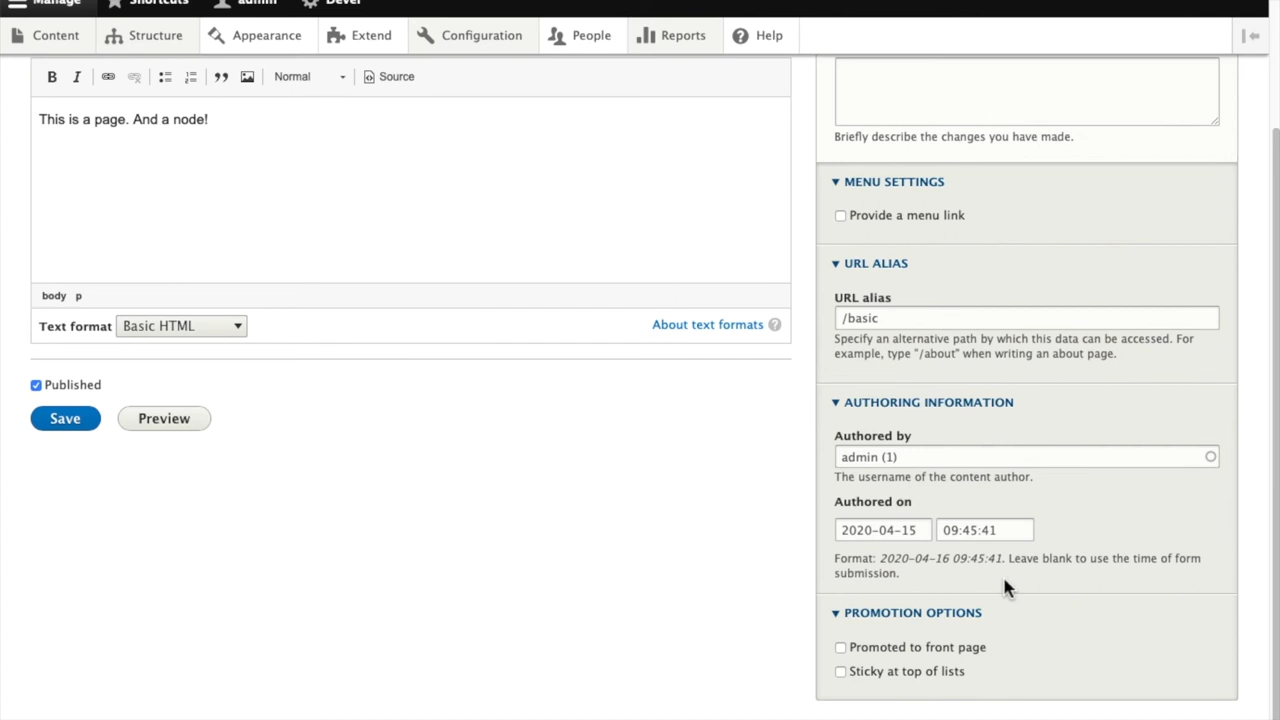 Manage Shortcuts admin Devel
Content Structure Appearance Extend Configuration People Reports Help
B I Normal Source
This is a page. And a node!
body p
Text format Basic HTML About text formats ?
Published
Save Preview
Briefly describe the changes you have made.
MENU SETTINGS
Provide a menu link
URL ALIAS
URL alias
/basic
Specify an alternative path by which this data can be accessed. For
example, type "/about" when writing an about page.
AUTHORING INFORMATION
Authored by
admin (1)
The username of the content author.
Authored on
2020-04-15 09:45:41
Format: 2020-04-16 09:45:41. Leave blank to use the time of form
submission.
PROMOTION OPTIONS
Promoted to front page
Sticky at top of lists